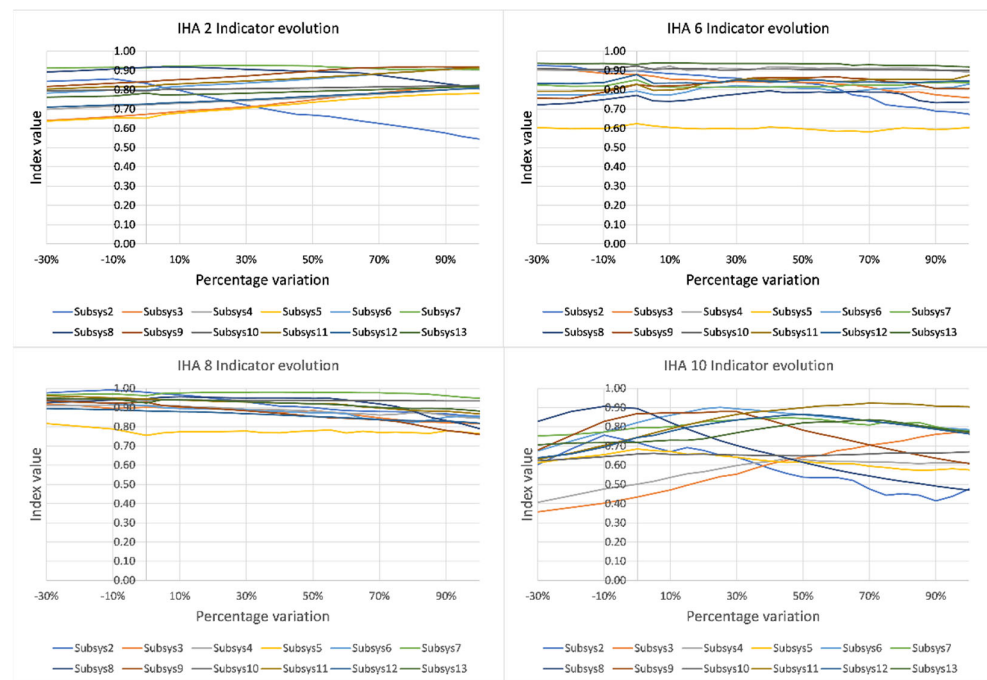 IHA 2 Indicator evolution
1.00
0.90
0.80
0.70
0.60
0.50
0.40
0.30
0.20
0.10
0.00
Index value
-30% -10% 10% 30% 50% 70% 90%
Percentage variation
Subsys2 Subsys3 Subsys4 Subsys5 Subsys6 Subsys7
Subsys8 Subsys9 Subsys10 Subsys11 Subsys12 Subsys13
IHA 6 Indicator evolution
1.00
0.90
0.80
0.70
0.60
0.50
0.40
0.30
0.20
0.10
0.00
Index value
-30% -10% 10% 30% 50% 70% 90%
Percentage variation
Subsys2 Subsys3 Subsys4 Subsys5 Subsys6 Subsys7
Subsys8 Subsys9 Subsys10 Subsys11 Subsys12 Subsys13
IHA 8 Indicator evolution
1.00
0.90
0.80
0.70
0.60
0.50
0.40
0.30
0.20
0.10
0.00
Index value
-30% -10% 10% 30% 50% 70% 90%
Percentage variation
Subsys2 Subsys3 Subsys4 Subsys5 Subsys6 Subsys7
Subsys8 Subsys9 Subsys10 Subsys11 Subsys12 Subsys13
IHA 10 Indicator evolution
1.00
0.90
0.80
0.70
0.60
0.50
0.40
0.30
0.20
0.10
0.00
Index value
-30% -10% 10% 30% 50% 70% 90%
Percentage variation
Subsys2 Subsys3 Subsys4 Subsys5 Subsys6 Subsys7
Subsys8 Subsys9 Subsys10 Subsys11 Subsys12 Subsys13